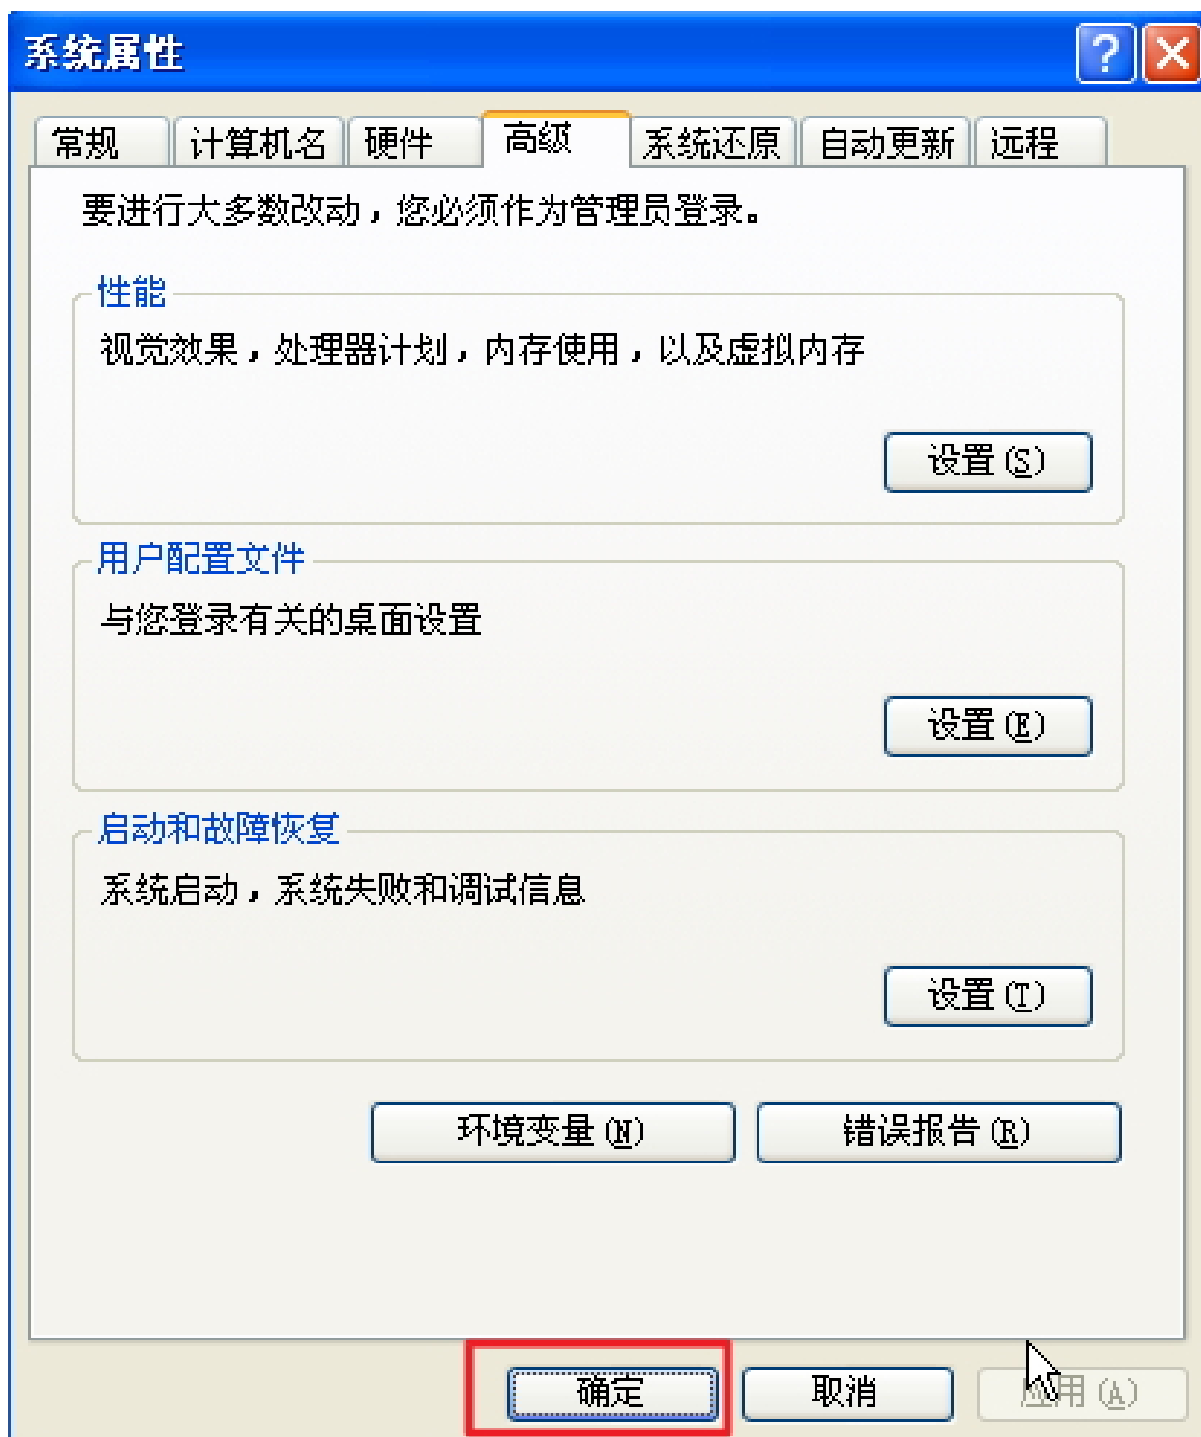 系统属性
常规 计算机名 硬件 高级 系统还原 自动更新 远程
要进行大多数改动，您必须作为管理员登录。
性能
视觉效果，处理器计划，内存使用，以及虚拟内存
设置(S)
用户配置文件
与您登录有关的桌面设置
设置(E)
启动和故障恢复
系统启动，系统失败和调试信息
设置(T)
环境变量(N) 错误报告(R)
确定 取消 应用(A)